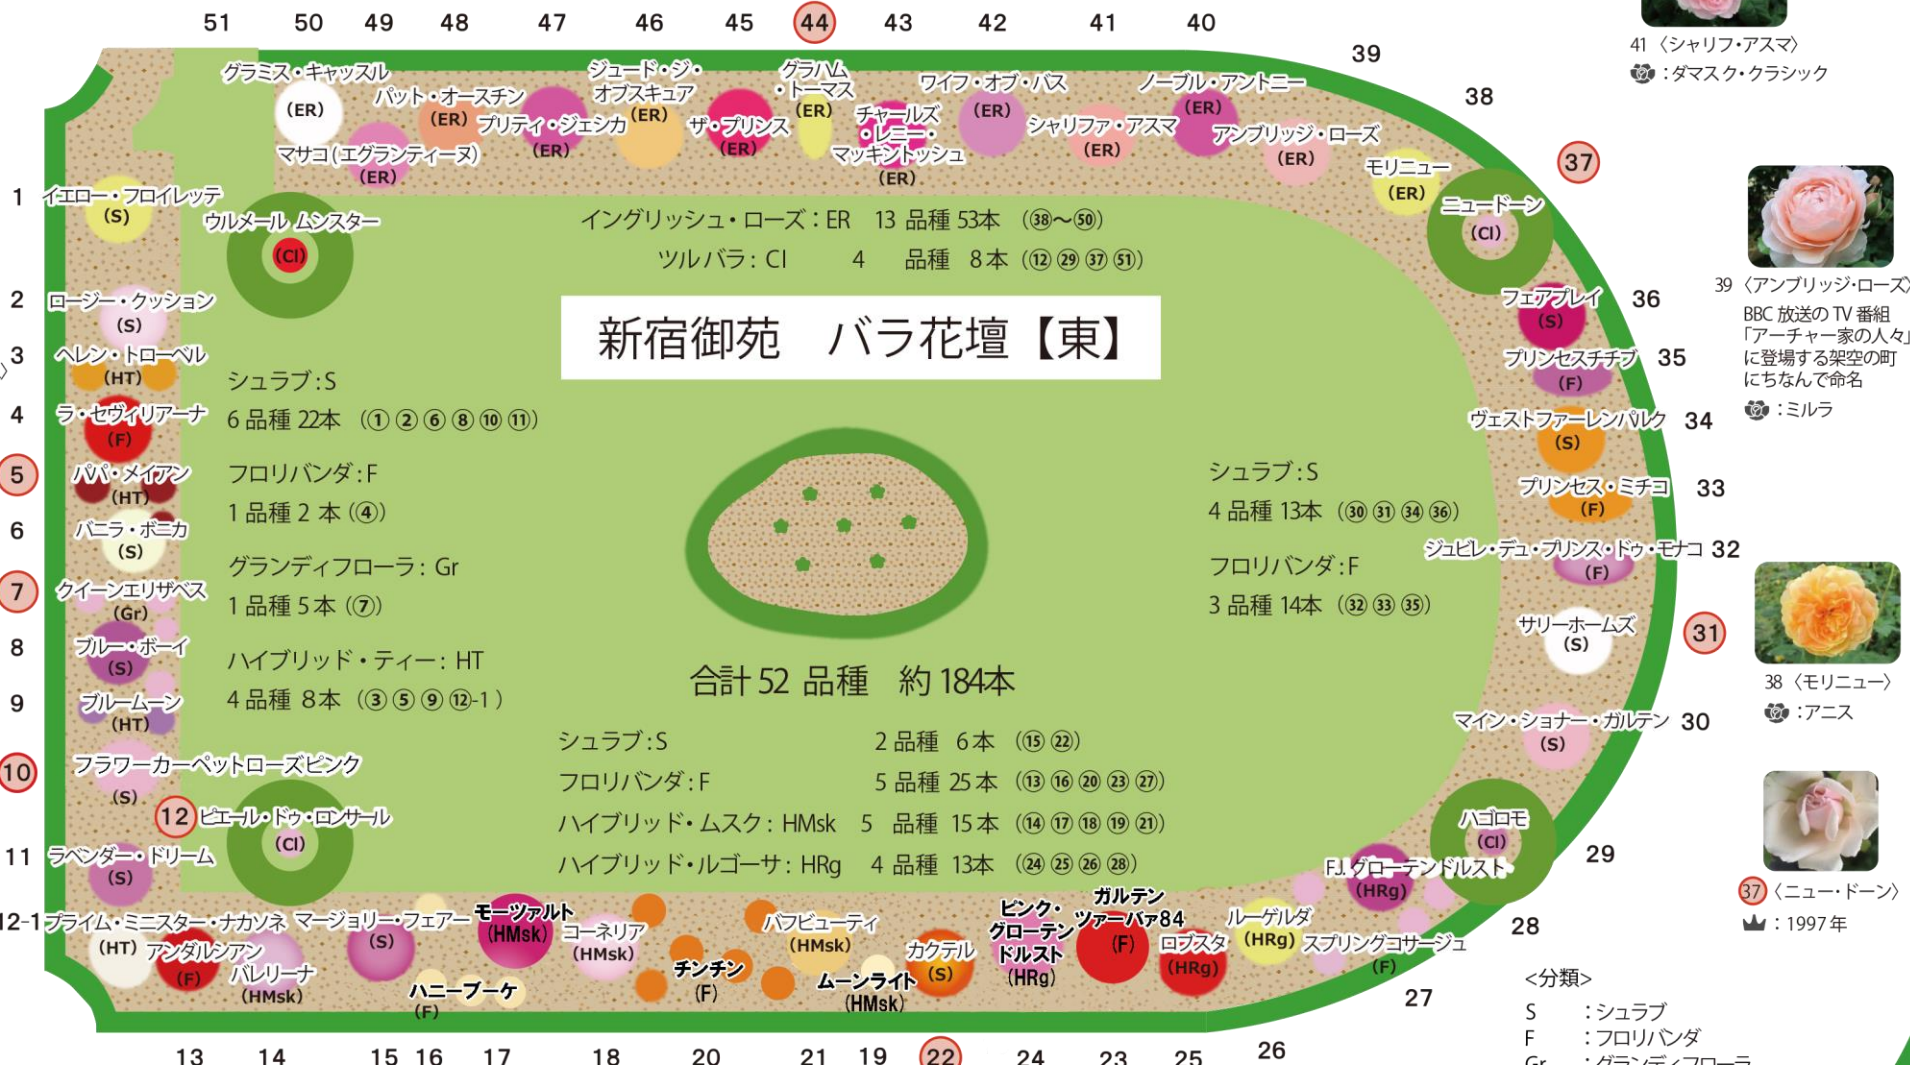 51 50 49 48 47 46 45 44 43 42 41 40
39
38
37
36
35
34
33
32
31
30
29
28
27
26
1
2
3
4
5
6
7
8
9
10
11
12
12-1
13 14 15 16 17 18 20 21 19 22 24 23 25
グラミス・キャッスル
(ER)
マサコ(エグランティーヌ)
(ER)
パット・オースチン
(ER)
プリティ・ジェシカ
(ER)
ジュード・ジ・
オブスキュア
(ER)
ザ・プリンス
(ER)
グラハム
・トーマス
(ER)
チャールズ
・レニー・
マッキントッシュ
(ER)
ワイフ・オブ・バス
(ER)
シャリファ・アスマ
(ER)
ノーブル・アントニー
(ER)
アンブリッジ・ローズ
(ER)
モリニュー
(ER)
ニュードーン
(Cl)
フェアプレイ
(S)
プリンセスチチブ
(F)
ヴェストファーレンパルク
(S)
プリンセス・ミチコ
(F)
ジュビレ・デュ・プリンス・ドゥ・モナコ
(F)
サリーホームズ
(S)
マイン・ショナー・ガルテン
(S)
ハゴロモ
(Cl)
F.J.グローテンドルスト
(HRg)
スプリングコサージュ
(F)
ルーゲルダ
(HRg)
ロブスタ
(HRg)
ガルテン
ツァーバァ84
(F)
ピンク・
グローテン
ドルスト
(HRg)
カクテル
(S)
ムーンライト
(HMsk)
バフビューティ
(HMsk)
チンチン
(F)
コーネリア
(HMsk)
モーツァルト
(HMsk)
ハニーブーケ
(F)
マージョリー・フェアー
(S)
バレリーナ
(HMsk)
アンダルシアン
(F)
プライム・ミニスター・ナカソネ
(HT)
ピエール・ドゥ・ロンサール
(Cl)
ラベンダー・ドリーム
(S)
フラワーカーペットローズピンク
(S)
ブルームーン
(HT)
ブルー・ボーイ
(S)
クイーンエリザベス
(Gr)
バニラ・ボニカ
(S)
パパ・メイアン
(HT)
ラ・セヴィリアーナ
(F)
ヘレン・トローベル
(HT)
ロージー・クッション
(S)
イエロー・フロイレッテ
(S)
ウルメール ムンスター
(Cl)
イングリッシュ・ローズ:ER 13 品種 53本 (㊳〜㊿)
ツルバラ:Cl 4 品種 8本 (⑫㉙㊲51)
新宿御苑 バラ花壇【東】
シュラブ:S
6 品種 22本 (①②⑥⑧⑩⑪)
フロリバンダ:F
1 品種 2 本 (④)
グランディフローラ: Gr
1 品種 5 本 (⑦)
ハイブリッド・ティー: HT
4 品種 8本 (③⑤⑨⑫-1)
シュラブ:S
4 品種 13本 (㉚㉛㉞㊱)
フロリバンダ:F
3 品種 14本 (㉜㉝㉟)
合計 52 品種 約 184本
シュラブ:S 2 品種 6本 (⑮㉒)
フロリバンダ:F 5 品種 25本 (⑬⑯⑳㉓㉗)
ハイブリッド・ムスク: HMsk 5 品種 15本 (⑭⑰⑱⑲㉑)
ハイブリッド・ルゴーサ: HRg 4 品種 13本 (㉔㉕㉖㉘)
41 〈シャリフ・アスマ〉
:ダマスク・クラシック
39 〈アンブリッジ・ローズ〉
BBC 放送の TV 番組
「アーチャー家の人々」
に登場する架空の町
にちなんで命名
:ミルラ
38 〈モリニュー〉
:アニス
37 〈ニュー・ドーン〉
:1997年
<分類>
S :シュラブ
F :フロリバンダ
Gr :グランディフローラ